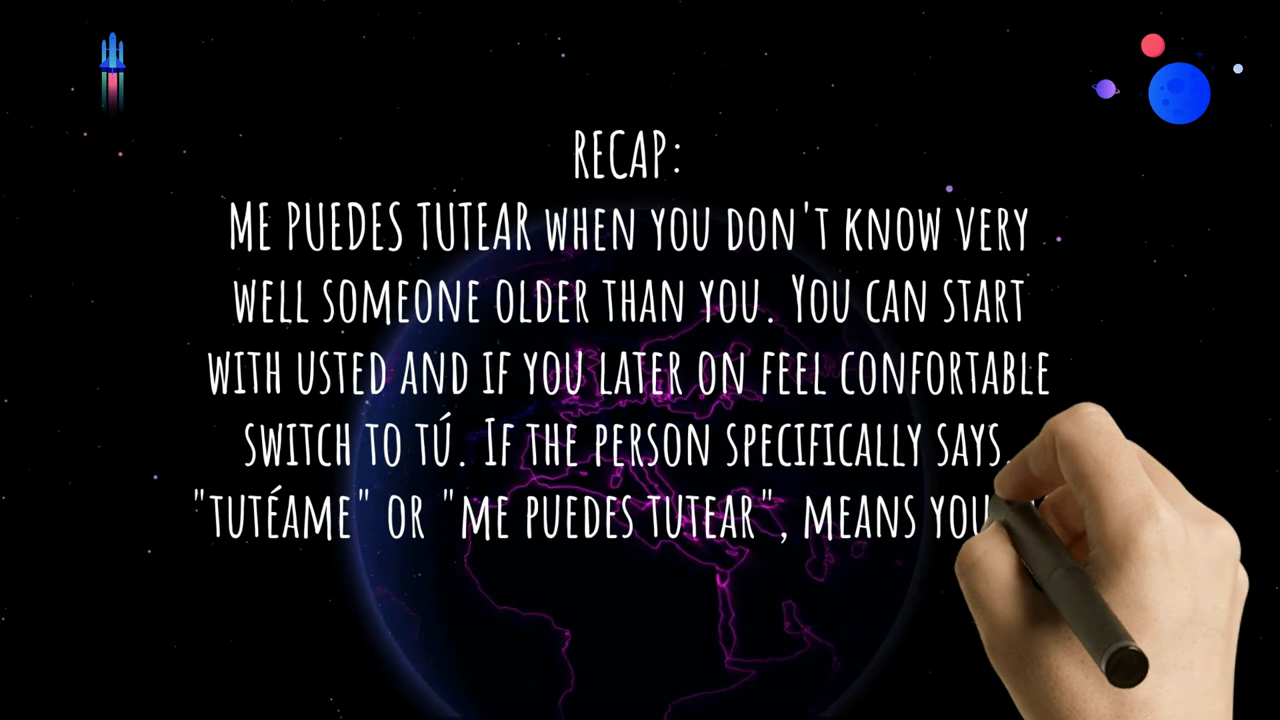 RECAP:
ME PUEDES TUTEAR WHEN YOU DON'T KNOW VERY
WELL SOMEONE OLDER THAN YOU. YOU CAN START
WITH USTED AND IF YOU LATER ON FEEL CONFORTABLE
SWITCH TO TÚ. IF THE PERSON SPECIFICALLY SAYS
"TUTÉAME" OR "ME PUEDES TUTEAR", MEANS YOU